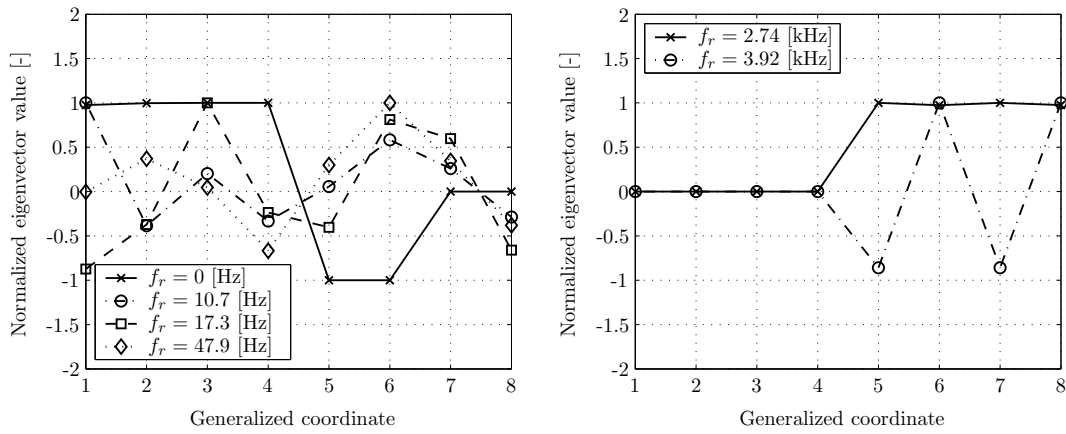 Normalized eigenvector value [-]
2
1.5
1
0.5
0
-0.5
-1
-1.5
-2
f_r = 0 [Hz]
f_r = 10.7 [Hz]
f_r = 17.3 [Hz]
f_r = 47.9 [Hz]
1 2 3 4 5 6 7 8
Generalized coordinate
Normalized eigenvector value [-]
2
1.5
1
0.5
0
-0.5
-1
-1.5
-2
f_r = 2.74 [kHz]
f_r = 3.92 [kHz]
1 2 3 4 5 6 7 8
Generalized coordinate